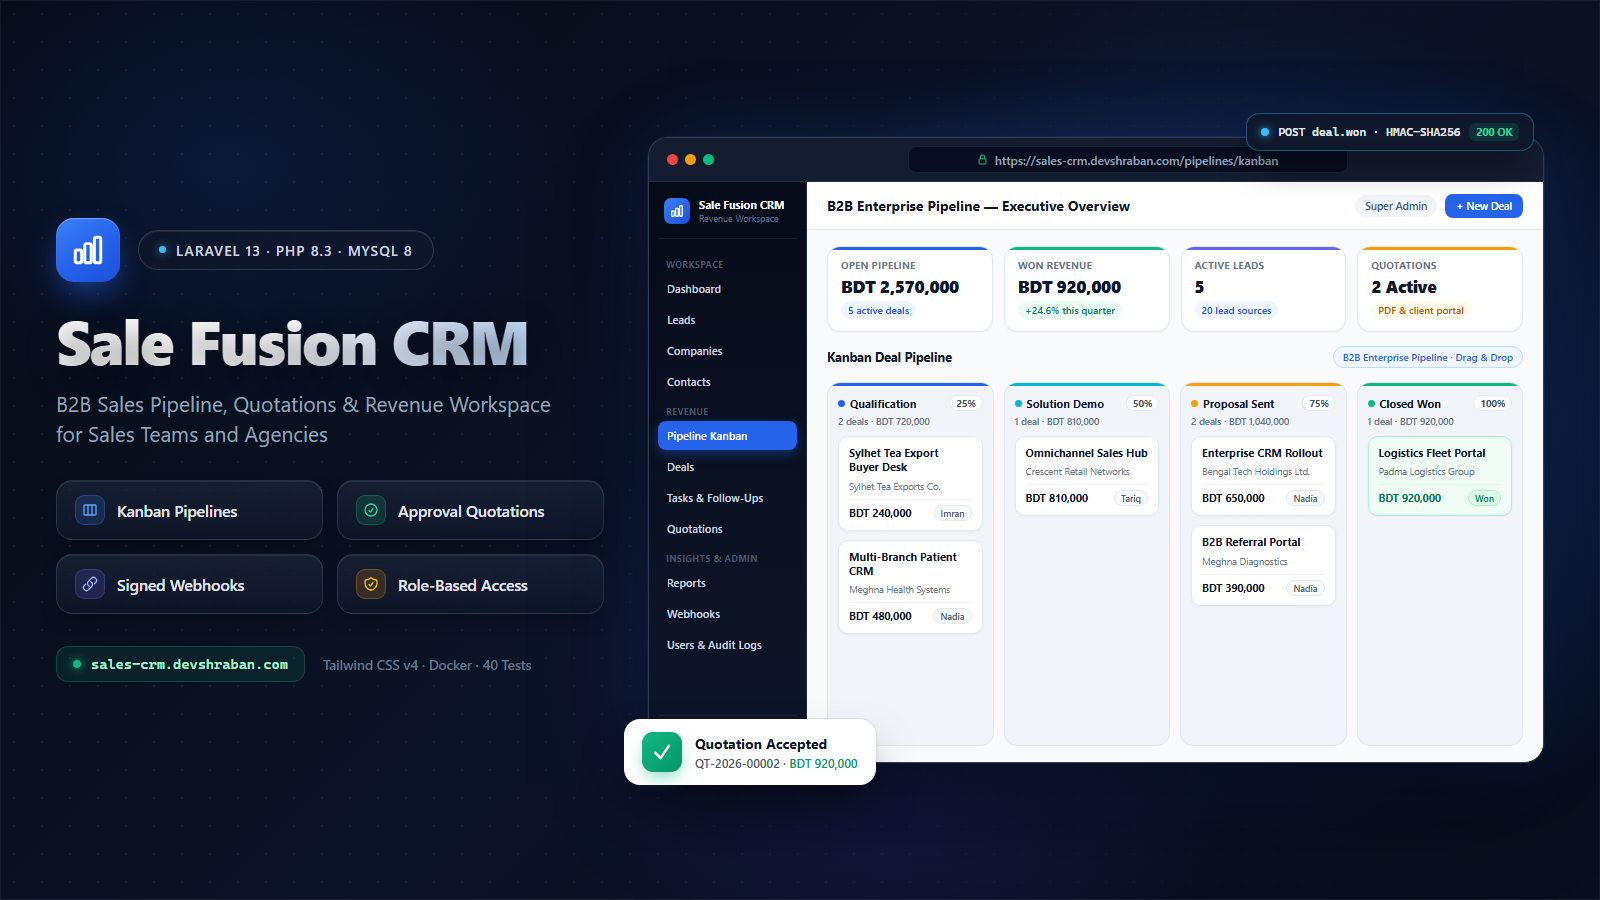 LARAVEL 13 · PHP 8.3 · MYSQL 8
Sale Fusion CRM
B2B Sales Pipeline, Quotations & Revenue Workspace
for Sales Teams and Agencies
Kanban Pipelines
Approval Quotations
Signed Webhooks
Role-Based Access
sales-crm.devshraban.com
Tailwind CSS v4 · Docker · 40 Tests
POST deal.won · HMAC-SHA256 200 OK
https://sales-crm.devshraban.com/pipelines/kanban
Sale Fusion CRM
Revenue Workspace
WORKSPACE
Dashboard
Leads
Companies
Contacts
REVENUE
Pipeline Kanban
Deals
Tasks & Follow-Ups
Quotations
INSIGHTS & ADMIN
Reports
Webhooks
Users & Audit Logs
B2B Enterprise Pipeline — Executive Overview
Super Admin
+ New Deal
OPEN PIPELINE
BDT 2,570,000
5 active deals
WON REVENUE
BDT 920,000
+24.6% this quarter
ACTIVE LEADS
5
20 lead sources
QUOTATIONS
2 Active
PDF & client portal
Kanban Deal Pipeline
B2B Enterprise Pipeline · Drag & Drop
Qualification 25%
2 deals · BDT 720,000
Sylhet Tea Export
Buyer Desk
Sylhet Tea Exports Co.
BDT 240,000 Imran
Multi-Branch Patient
CRM
Meghna Health Systems
BDT 480,000 Nadia
Solution Demo 50%
1 deal · BDT 810,000
Omnichannel Sales Hub
Crescent Retail Networks
BDT 810,000 Tariq
Proposal Sent 75%
2 deals · BDT 1,040,000
Enterprise CRM Rollout
Bengal Tech Holdings Ltd.
BDT 650,000 Nadia
B2B Referral Portal
Meghna Diagnostics
BDT 390,000 Nadia
Closed Won 100%
1 deal · BDT 920,000
Logistics Fleet Portal
Padma Logistics Group
BDT 920,000 Won
Quotation Accepted
QT-2026-00002 · BDT 920,000